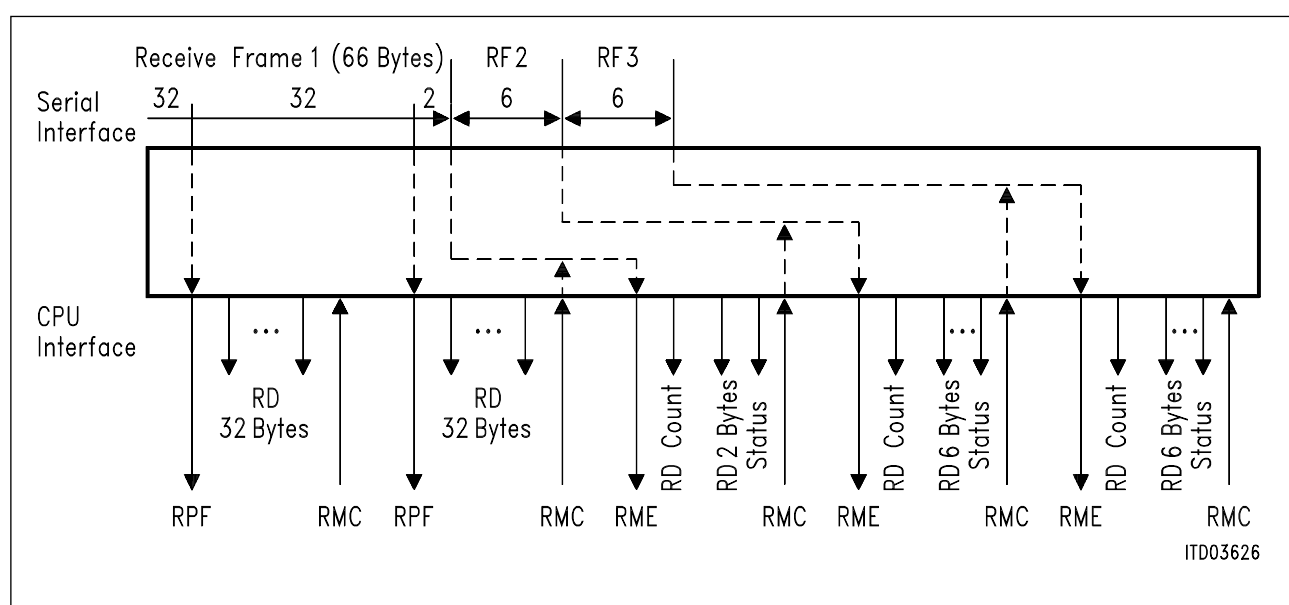 Receive Frame 1 (66 Bytes) RF2 RF3
Serial Interface
32 32 2 6 6
CPU Interface
... ... ... ...
RD 32 Bytes
RD 32 Bytes
RD Count
RD 2 Bytes
Status
RD Count
RD 6 Bytes
Status
RD Count
RD 6 Bytes
Status
RPF RMC RPF RMC RME RMC RME RMC RME RMC
ITD03626